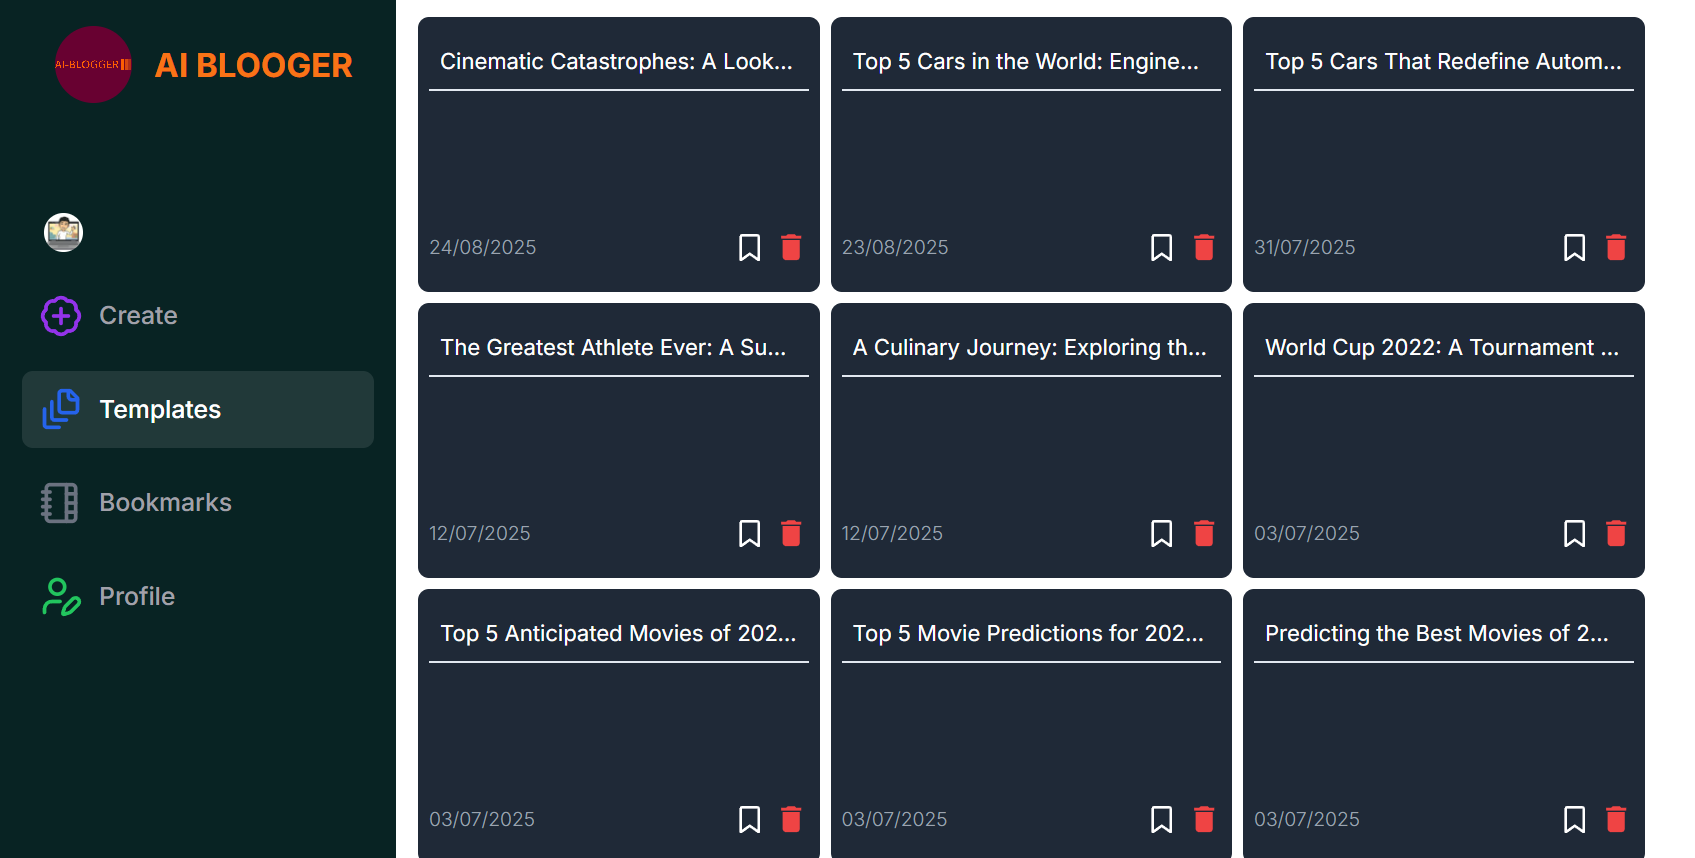 AI-BLOGGER
AI BLOOGER
Create
Templates
Bookmarks
Profile
Cinematic Catastrophes: A Look...
24/08/2025
Top 5 Cars in the World: Engine...
23/08/2025
Top 5 Cars That Redefine Autom...
31/07/2025
The Greatest Athlete Ever: A Su...
12/07/2025
A Culinary Journey: Exploring th...
12/07/2025
World Cup 2022: A Tournament ...
03/07/2025
Top 5 Anticipated Movies of 202...
03/07/2025
Top 5 Movie Predictions for 202...
03/07/2025
Predicting the Best Movies of 2...
03/07/2025